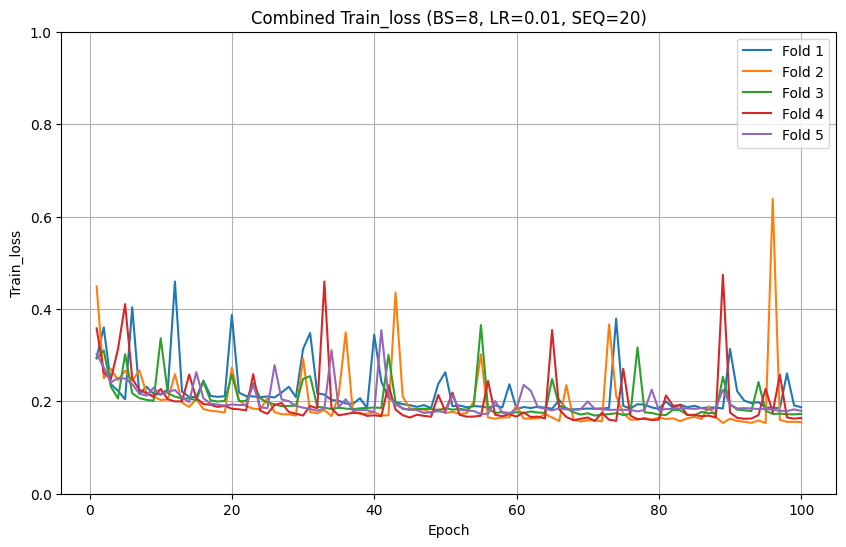 Combined Train_loss (BS=8, LR=0.01, SEQ=20)
1.0
0.8
0.6
0.4
0.2
0.0
Train_loss
0
20
40
60
80
100
Epoch
Fold 1
Fold 2
Fold 3
Fold 4
Fold 5